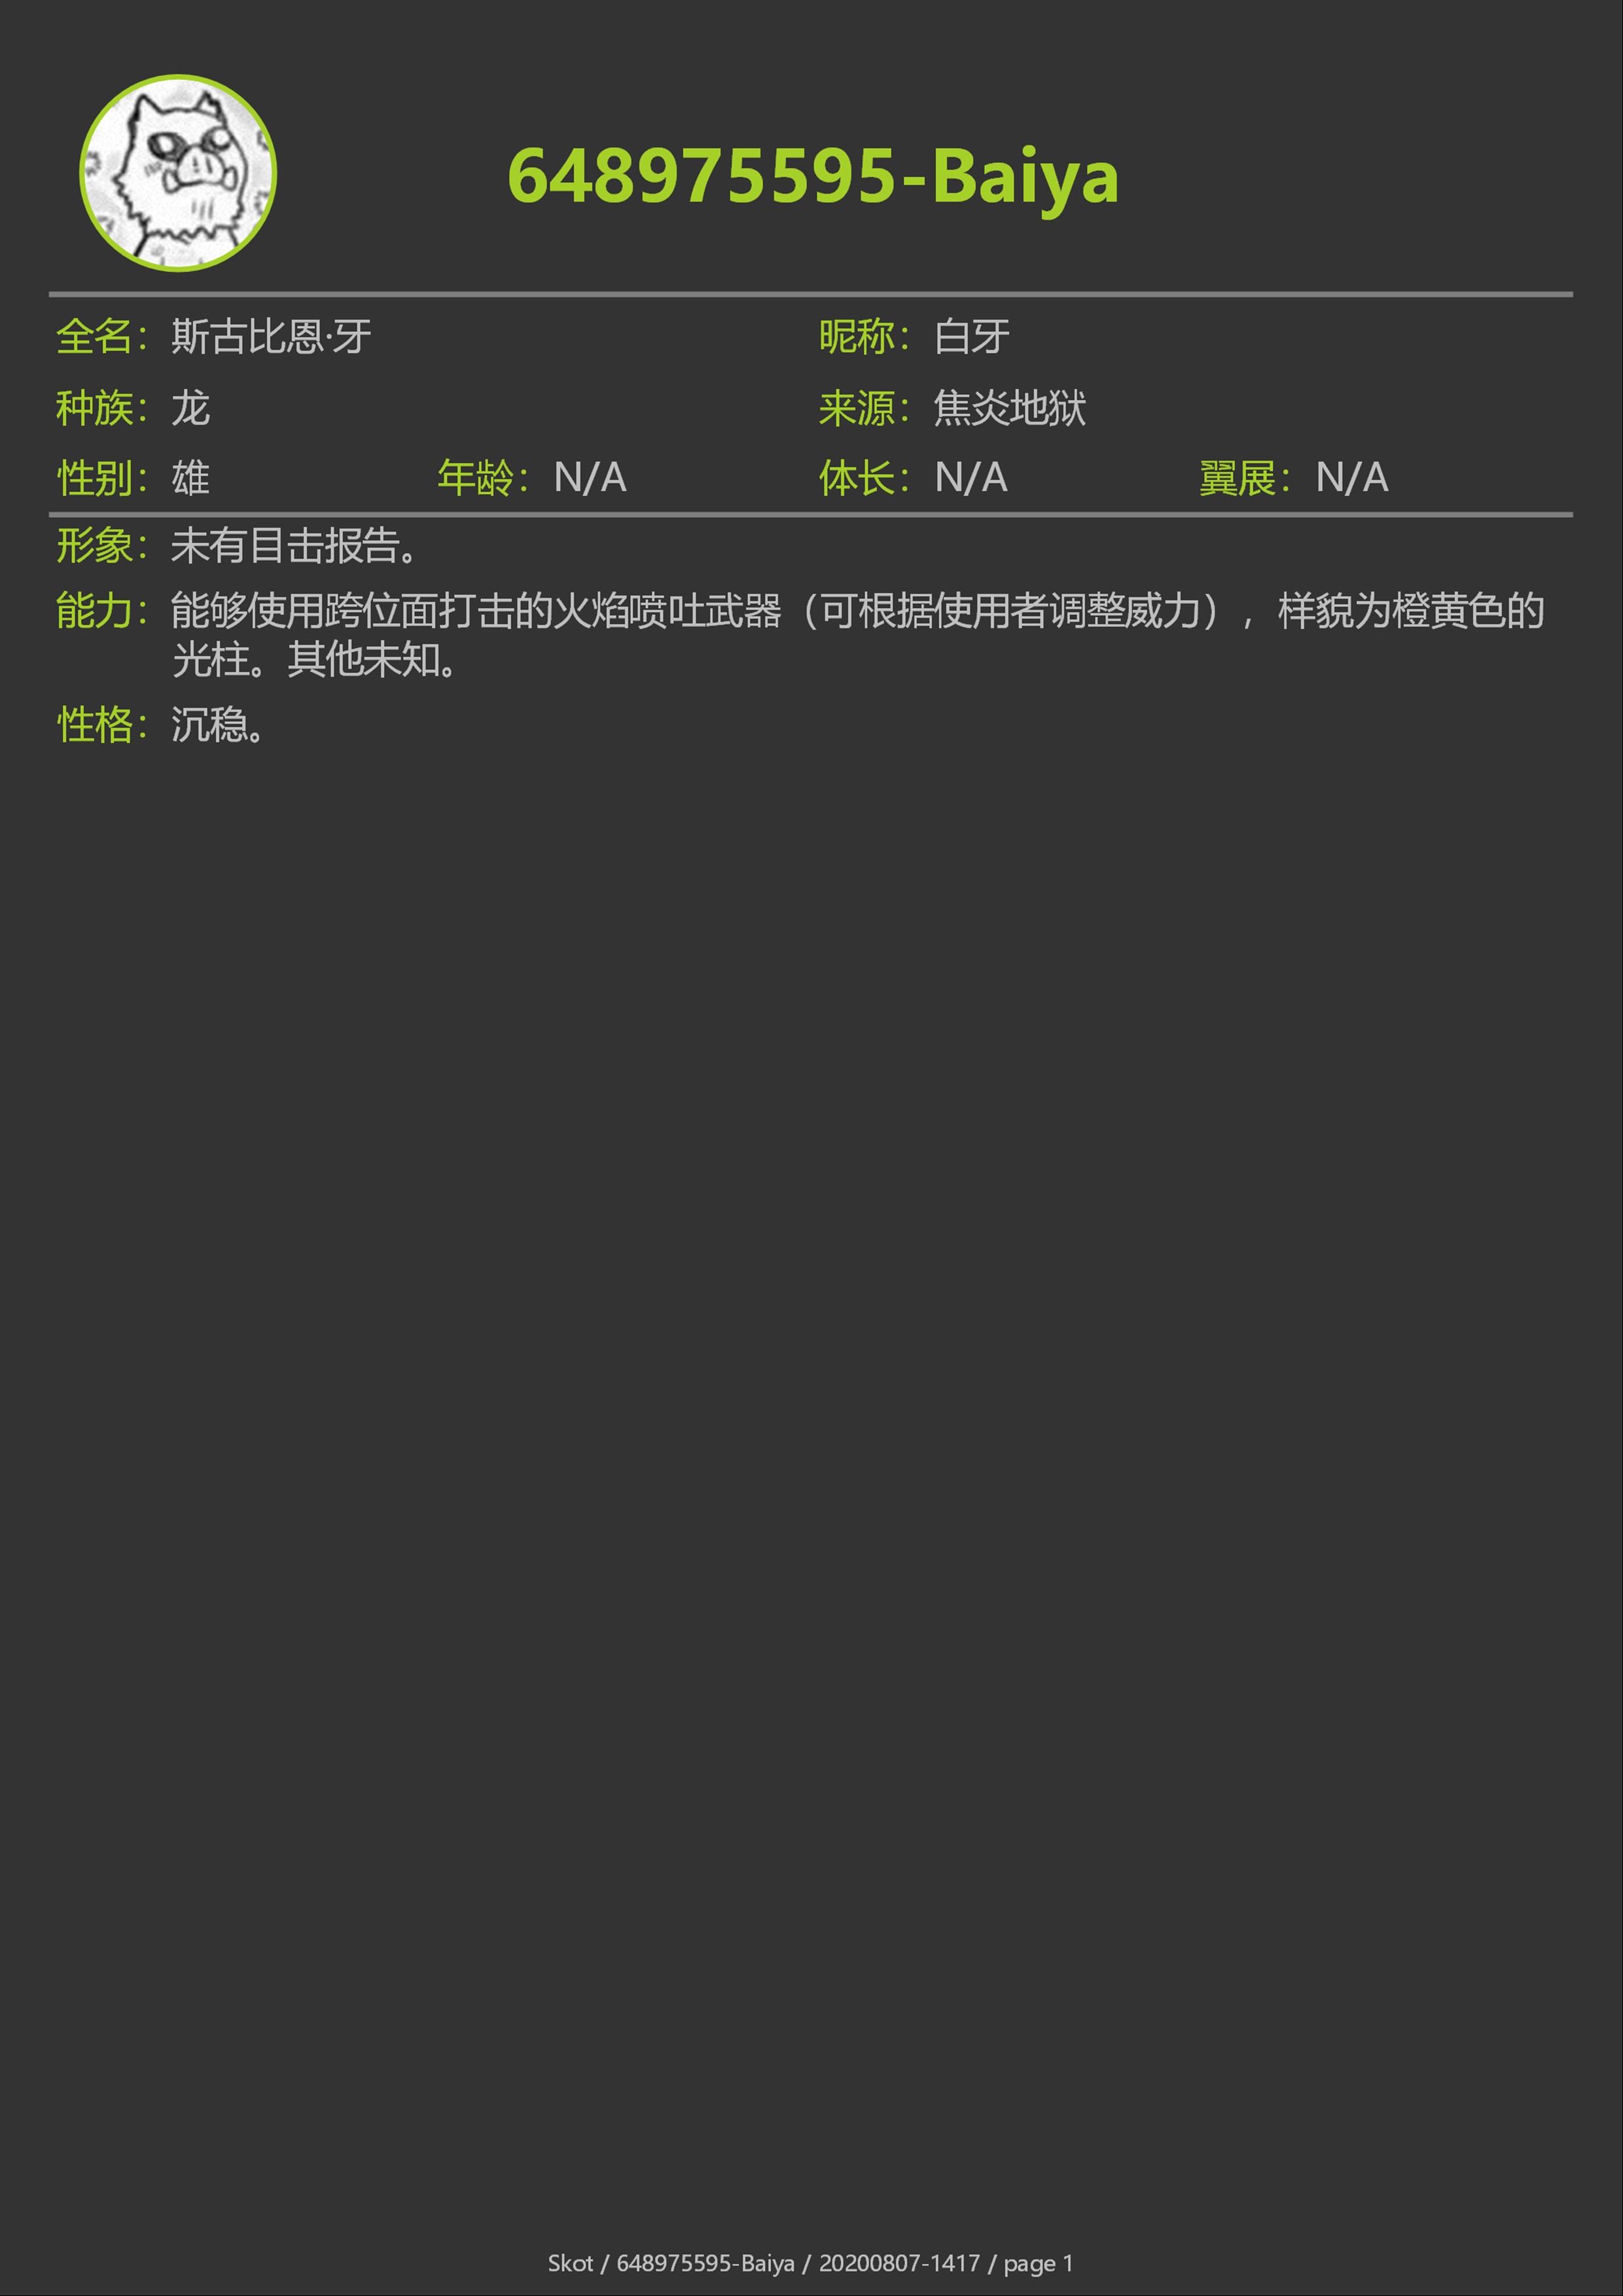 648975595-Baiya
全名：斯古比恩·牙 昵称：白牙
种族：龙 来源：焦炎地狱
性别：雄 年龄：N/A 体长：N/A 翼展：N/A
形象：未有目击报告。
能力：能够使用跨位面打击的火焰喷吐武器（可根据使用者调整威力），样貌为橙黄色的
光柱。其他未知。
性格：沉稳。
Skot / 648975595-Baiya / 20200807-1417 / page 1